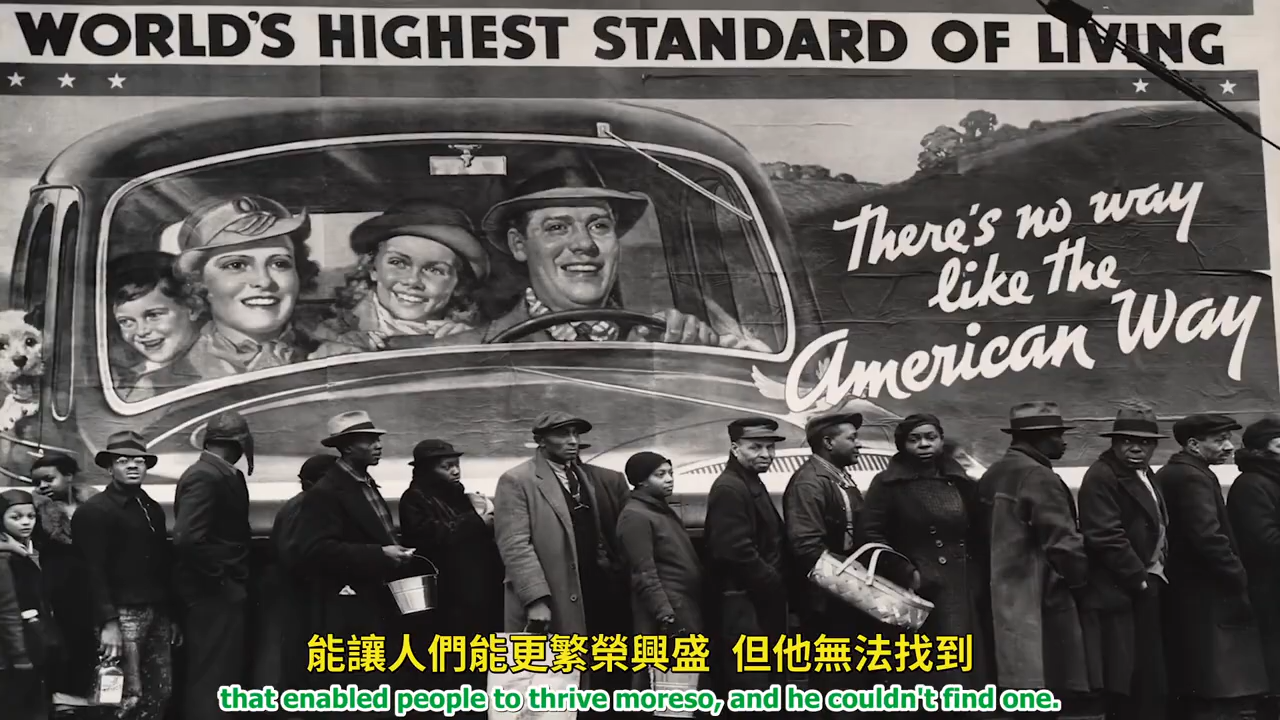 WORLD'S HIGHEST STANDARD OF LIVING
There's no way
like the
American Way
能讓人們能更繁榮興盛 但他無法找到
that enabled people to thrive moreso, and he couldn't find one.